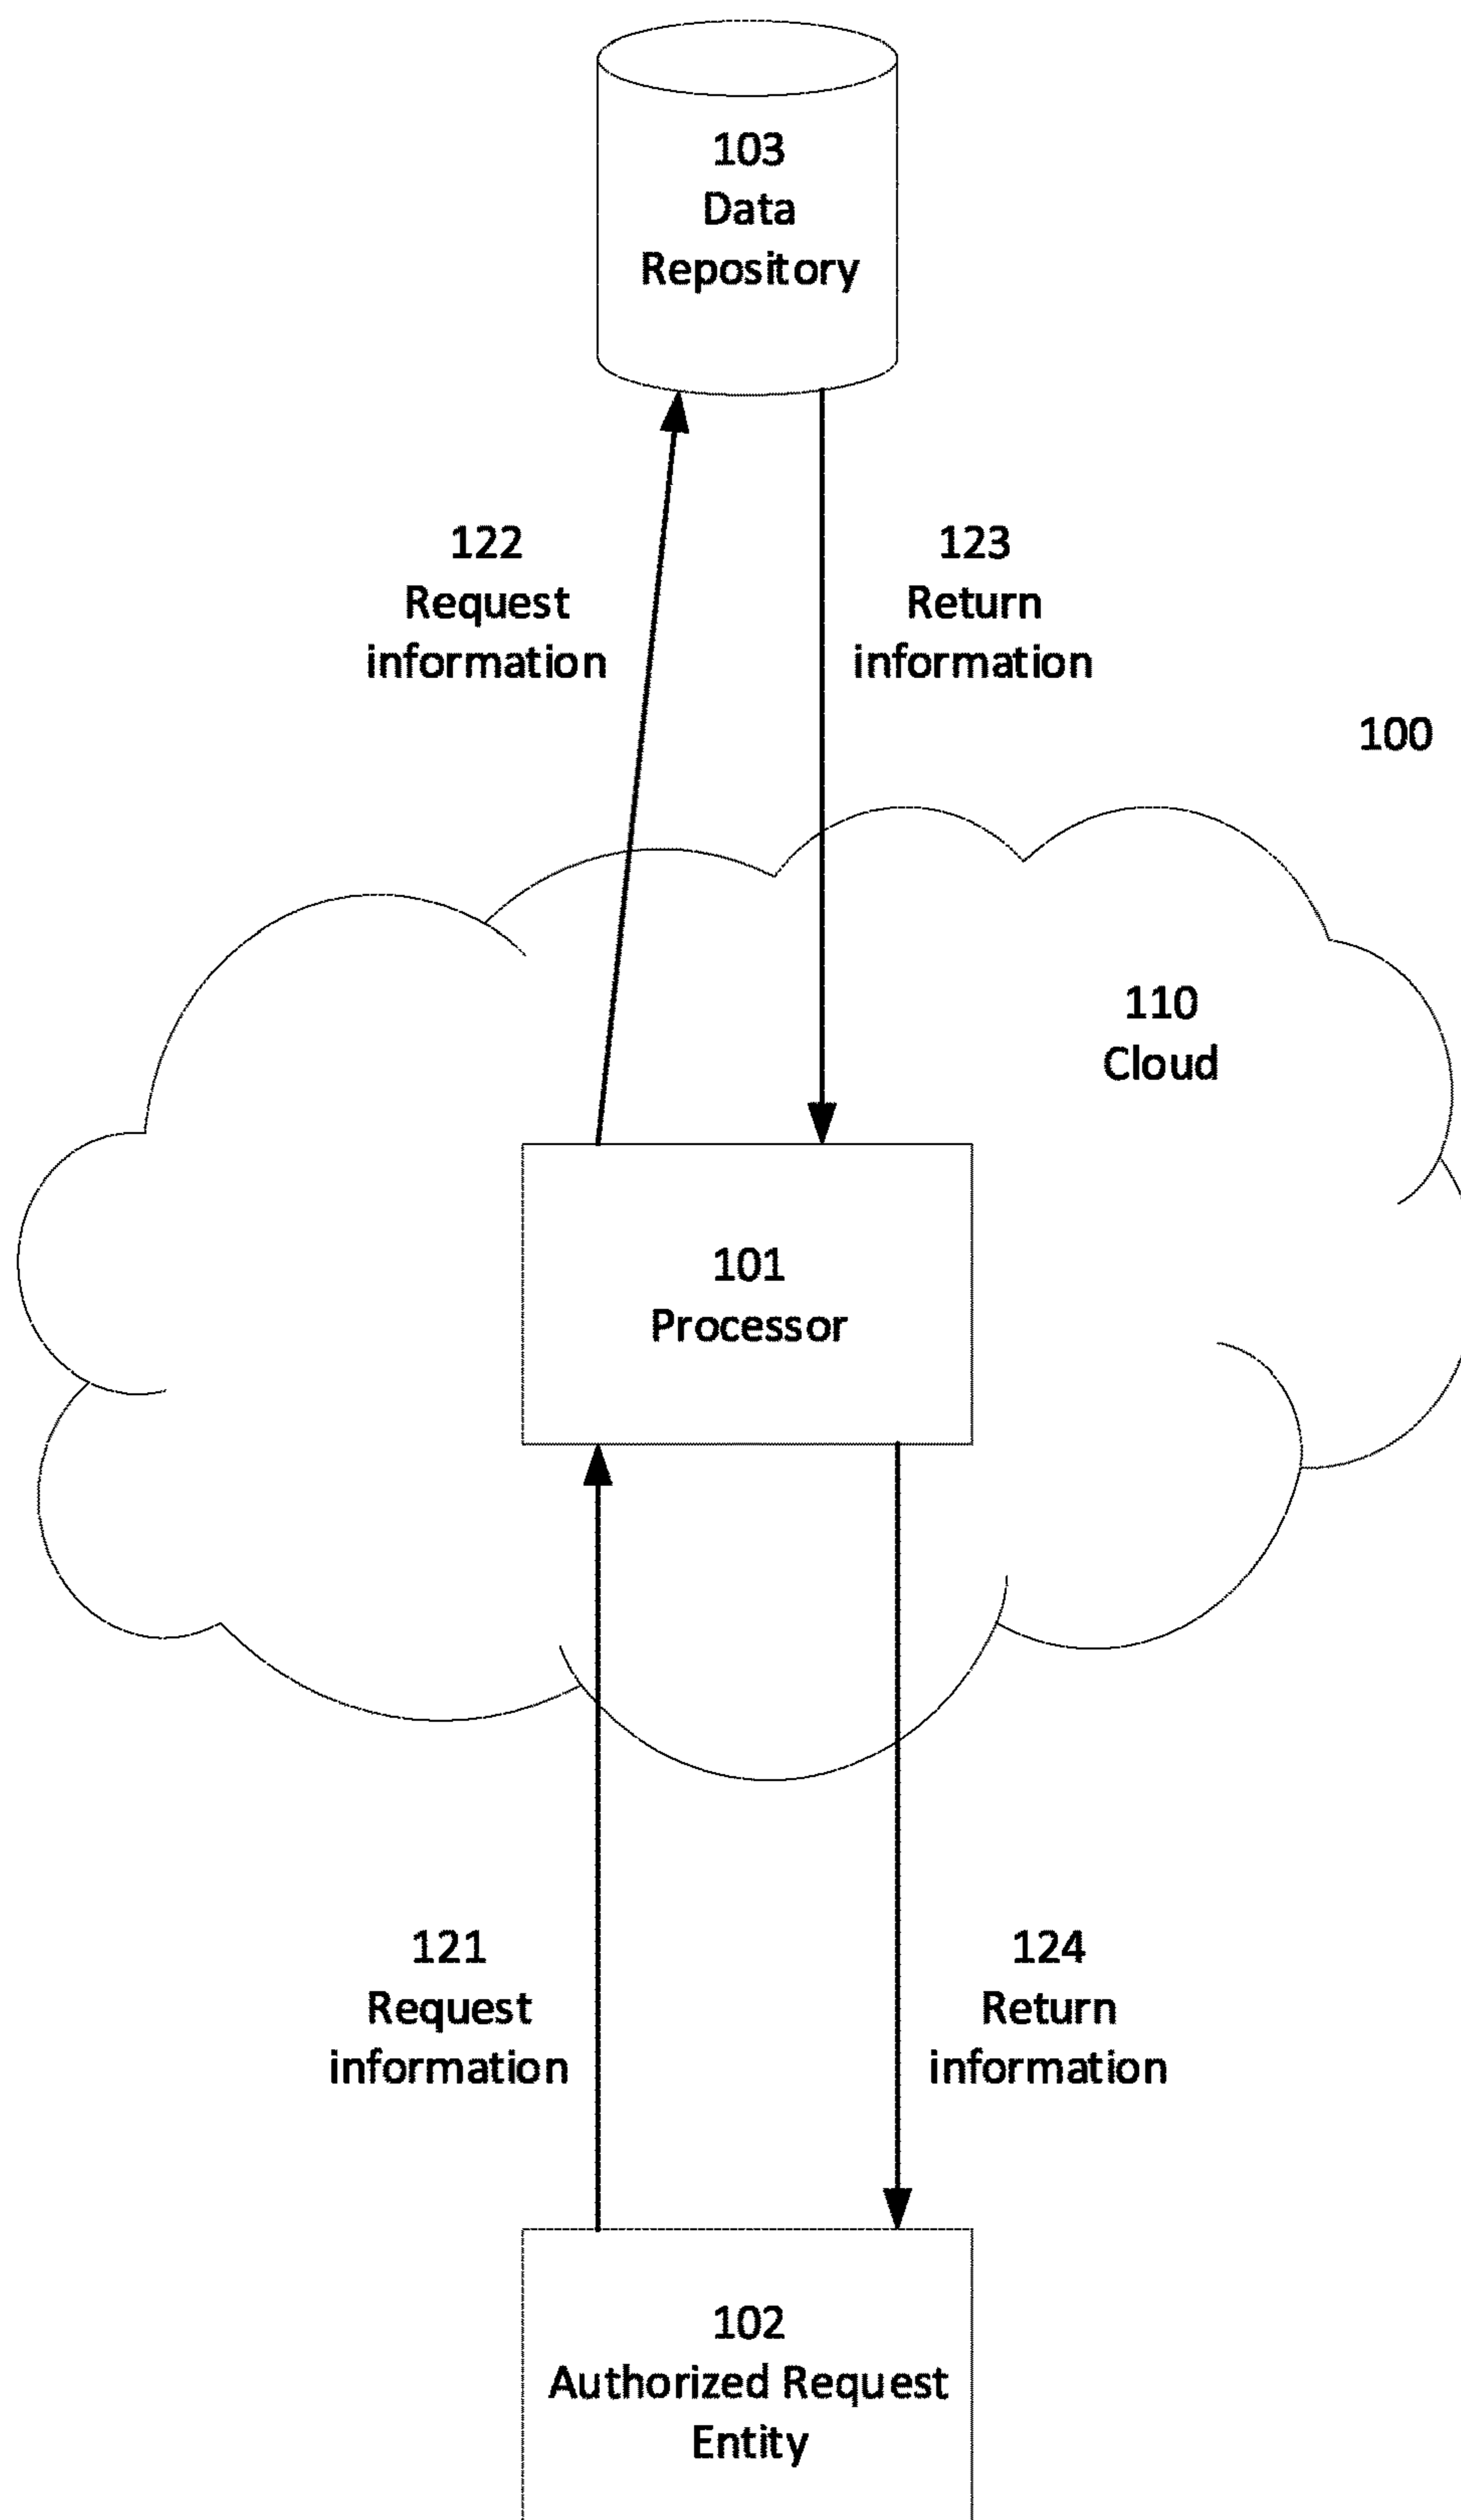 103
Data
Repository
122
Request
information
123
Return
information
100
110
Cloud
101
Processor
121
Request
information
124
Return
information
102
Authorized Request
Entity